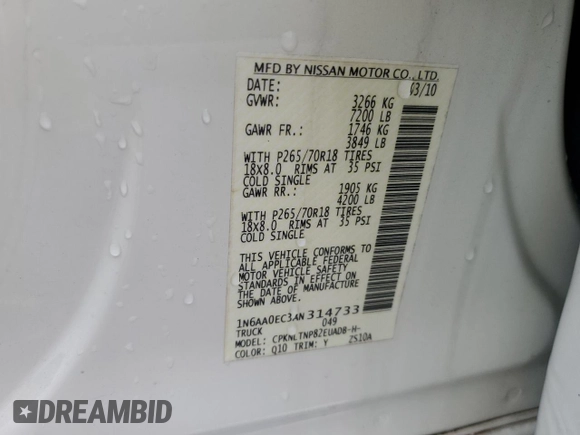 MFD BY NISSAN MOTOR CO., LTD.
DATE: 03/10
GVWR: 3266 KG
7200 LB
GAWR FR.: 1746 KG
3849 LB
WITH P265/70R18 TIRES
18x8.0 RIMS AT 35 PSI
COLD SINGLE
GAWR RR.: 1905 KG
4200 LB
WITH P265/70R18 TIRES
18x8.0 RIMS AT 35 PSI
COLD SINGLE
THIS VEHICLE CONFORMS TO
ALL APPLICABLE FEDERAL
MOTOR VEHICLE SAFETY
STANDARDS IN EFFECT ON
THE DATE OF MANUFACTURE
SHOWN ABOVE.
1N6AA0EC3AN314733
TRUCK 049
MODEL: CPKNLTNP82EUADB-H-
COLOR: Q10 TRIM: Y 2S10A
DREAMBID